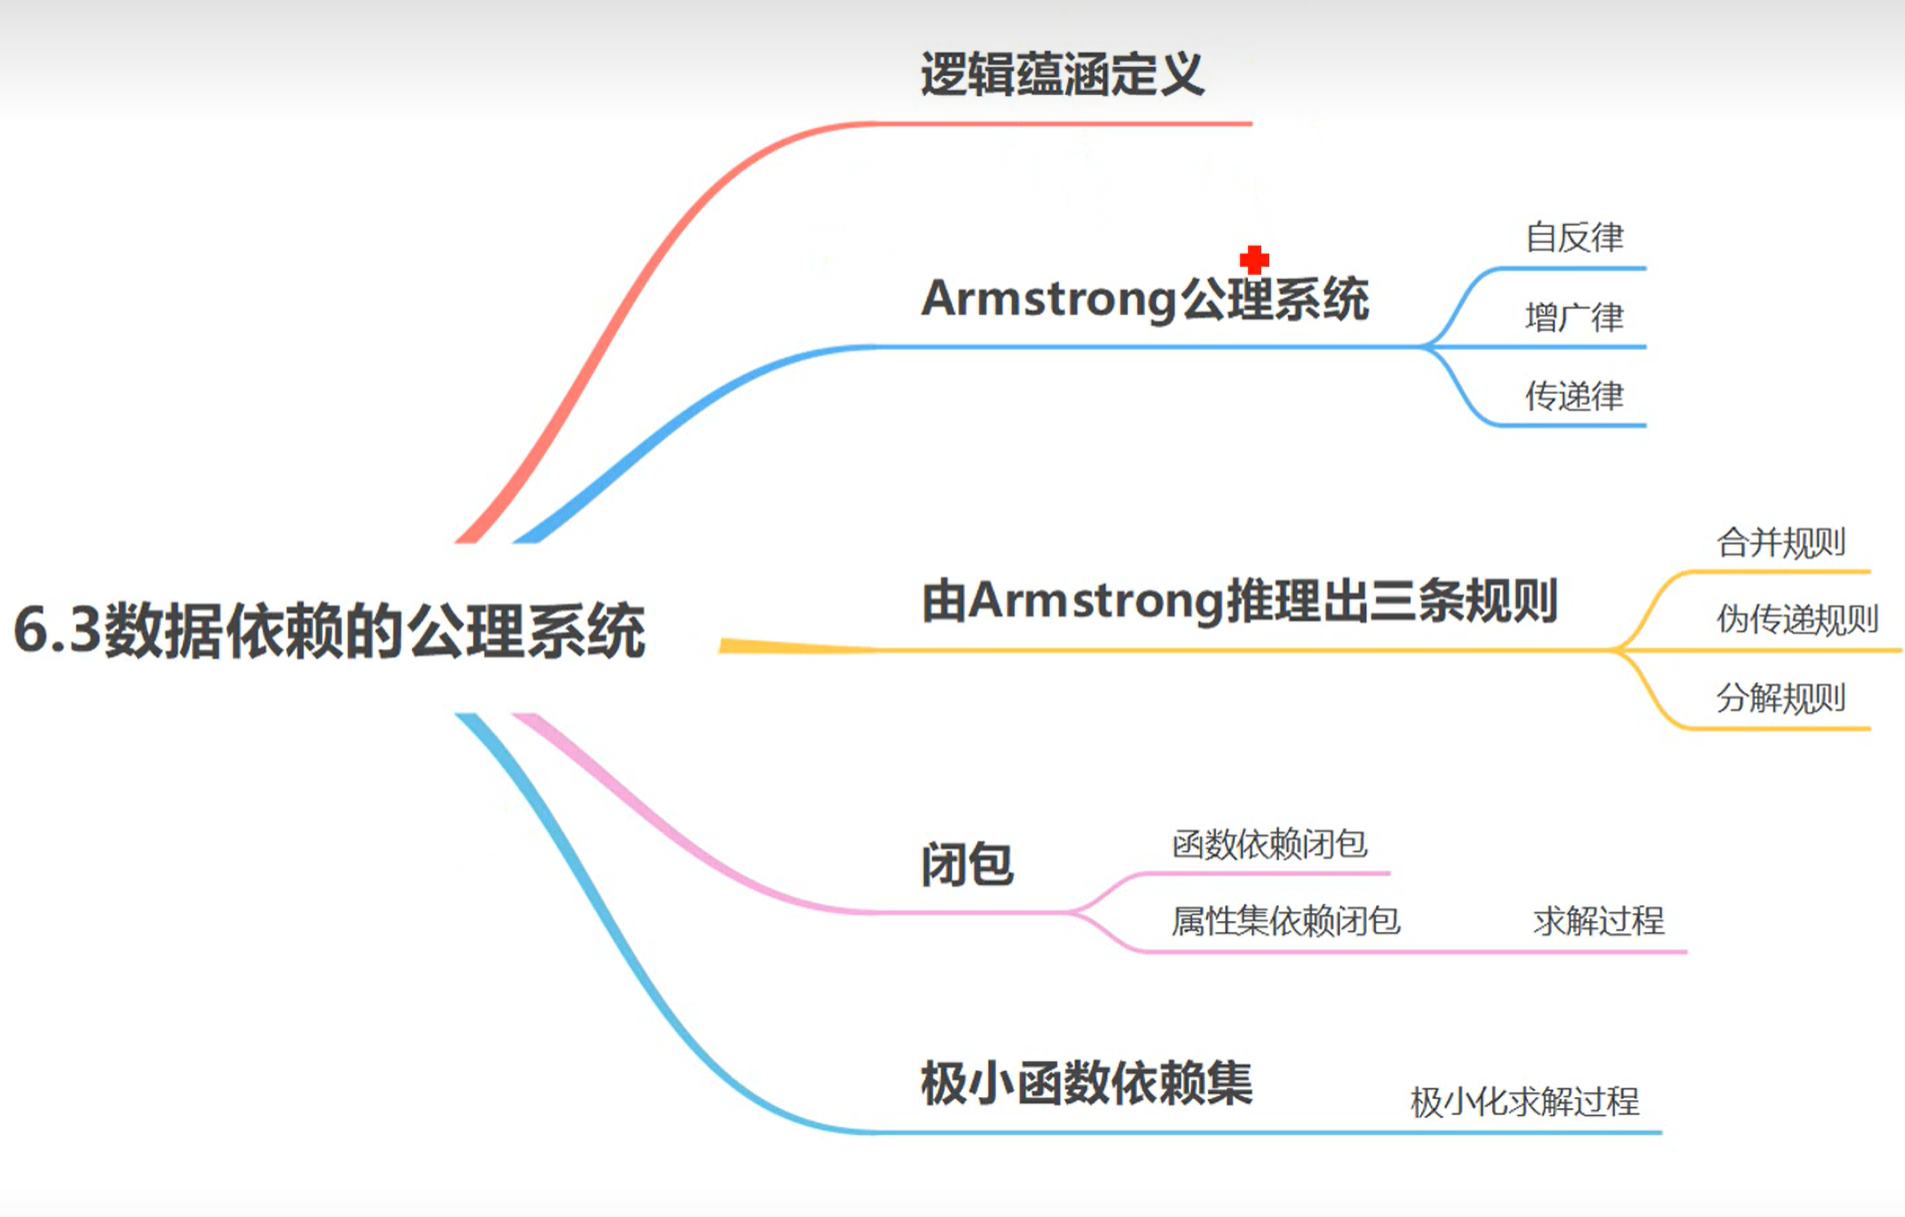 逻辑蕴涵定义
Armstrong公理系统
自反律
增广律
传递律
6.3数据依赖的公理系统
由Armstrong推理出三条规则
合并规则
伪传递规则
分解规则
闭包
函数依赖闭包
属性集依赖闭包
求解过程
极小函数依赖集
极小化求解过程